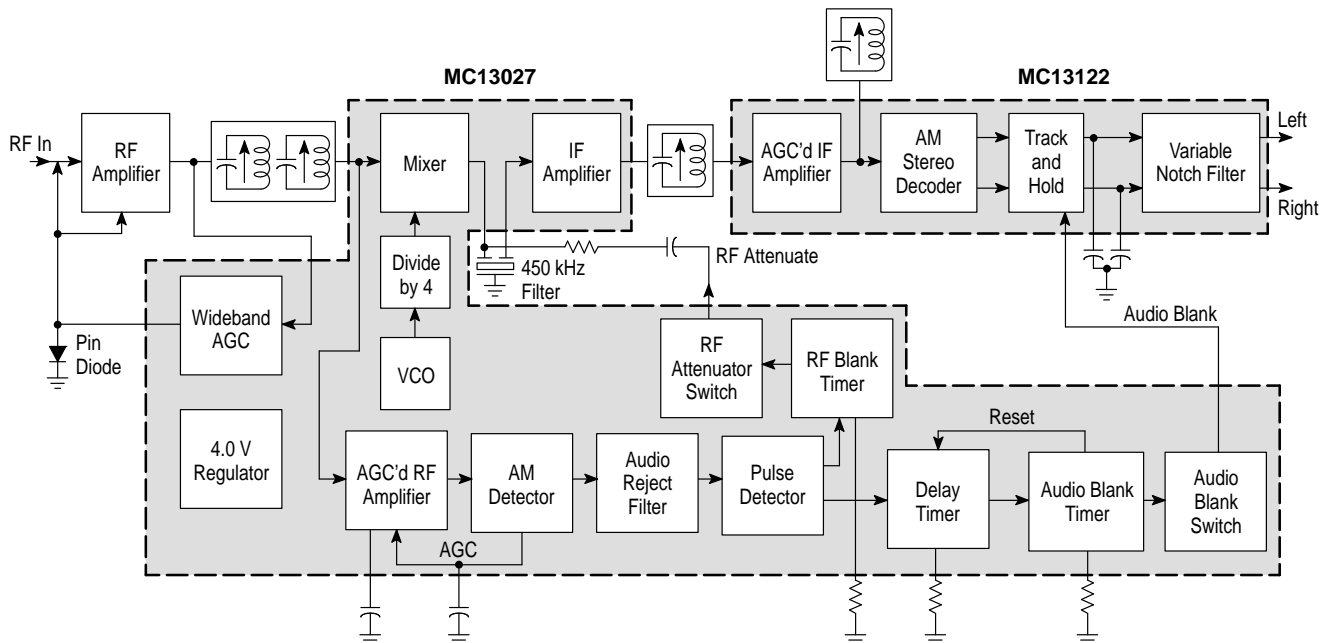 MC13027
MC13122
RF In
RF
Amplifier
Mixer
IF
Amplifier
AGC'd IF
Amplifier
AM
Stereo
Decoder
Track
and
Hold
Variable
Notch Filter
Left
Right
Divide
by 4
450 kHz
Filter
RF Attenuate
Wideband
AGC
Pin
Diode
VCO
RF
Attenuator
Switch
RF Blank
Timer
Audio Blank
4.0 V
Regulator
AGC'd RF
Amplifier
AM
Detector
Audio
Reject
Filter
Pulse
Detector
Reset
Delay
Timer
Audio Blank
Timer
Audio
Blank
Switch
AGC